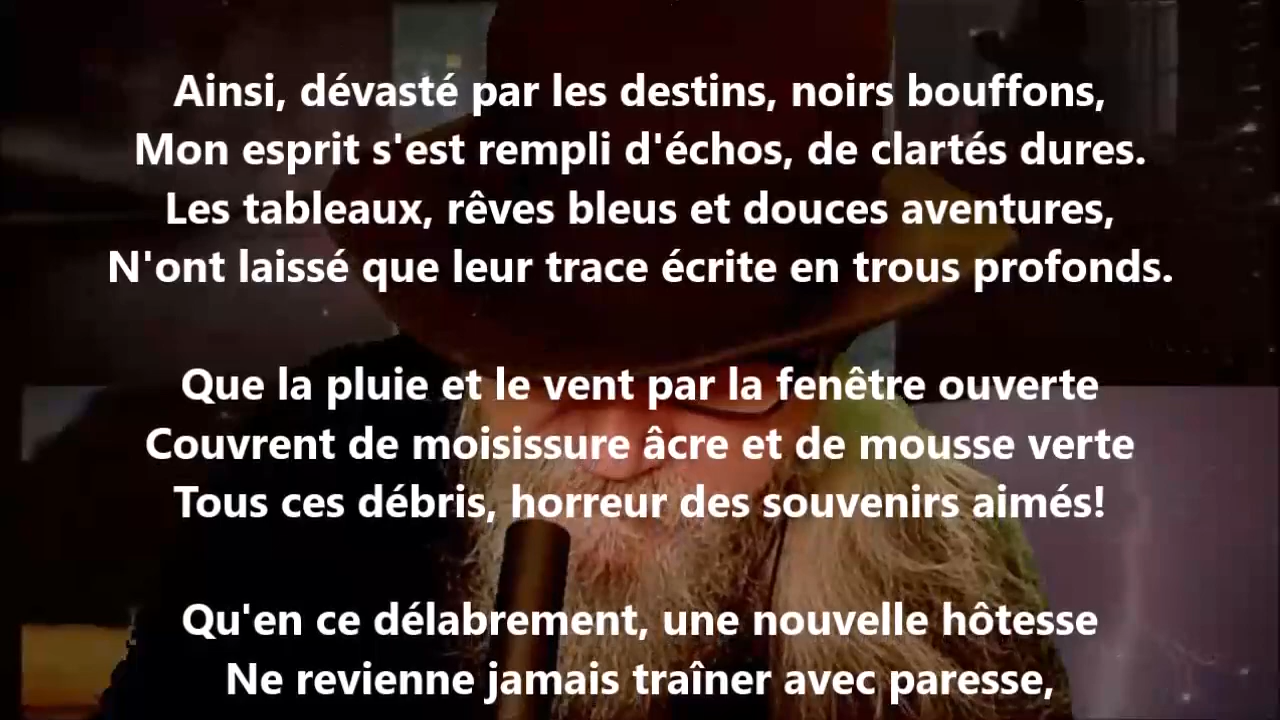 Ainsi, dévasté par les destins, noirs bouffons,
Mon esprit s'est rempli d'échos, de clartés dures.
Les tableaux, rêves bleus et douces aventures,
N'ont laissé que leur trace écrite en trous profonds.
Que la pluie et le vent par la fenêtre ouverte
Couvrent de moisissure âcre et de mousse verte
Tous ces débris, horreur des souvenirs aimés!
Qu'en ce délabrement, une nouvelle hôtesse
Ne revienne jamais traîner avec paresse,